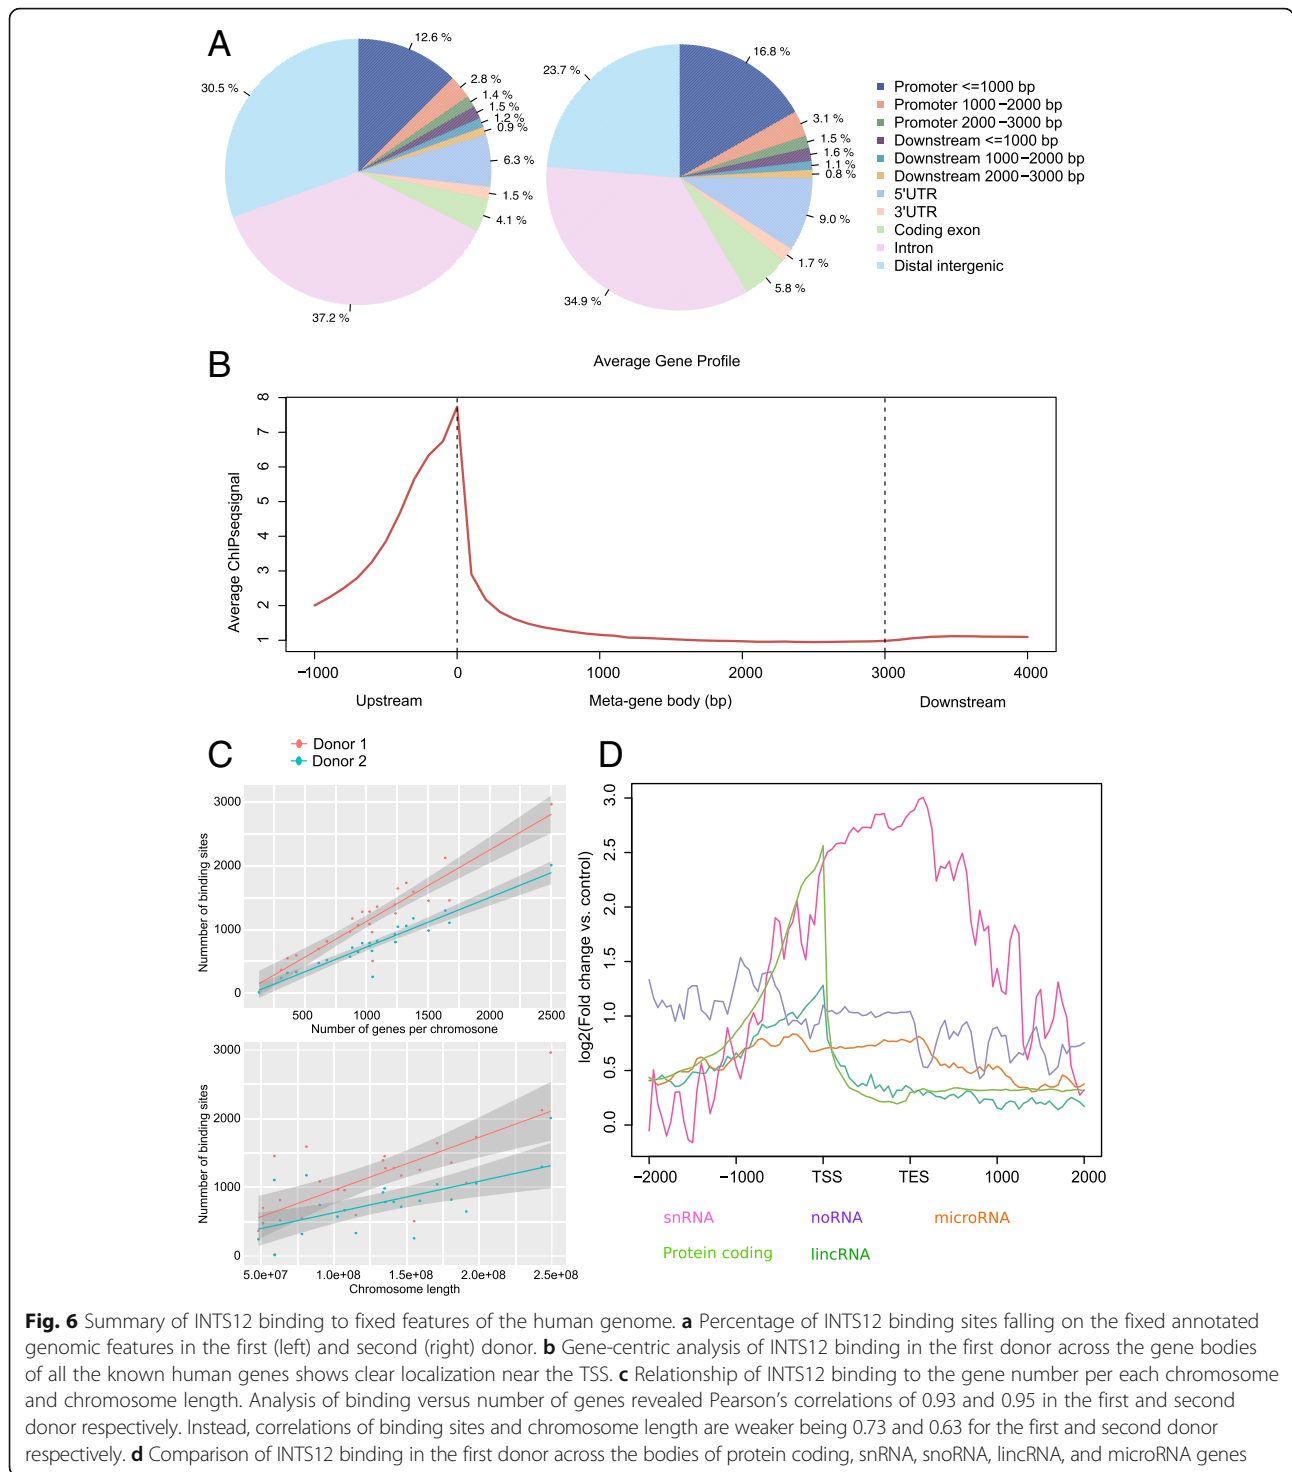 A
12.6 %
2.8 %
1.4 %
1.5 %
1.2 %
0.9 %
6.3 %
1.5 %
4.1 %
37.2 %
30.5 %
16.8 %
3.1 %
1.5 %
1.6 %
1.1 %
0.8 %
9.0 %
1.7 %
5.8 %
34.9 %
23.7 %
Promoter <=1000 bp
Promoter 1000−2000 bp
Promoter 2000−3000 bp
Downstream <=1000 bp
Downstream 1000−2000 bp
Downstream 2000−3000 bp
5'UTR
3'UTR
Coding exon
Intron
Distal intergenic
B
Average Gene Profile
Average ChIPseqsignal
8
7
6
5
4
3
2
1
−1000 0 1000 2000 3000 4000
Upstream Meta-gene body (bp) Downstream
C
Donor 1
Donor 2
Nummber of binding sites
3000
2000
1000
0
500 1000 1500 2000 2500
Number of genes per chromosome
Nummber of binding sites
3000
2000
1000
0
5.0e+07 1.0e+08 1.5e+08 2.0e+08 2.5e+08
Chromosome length
D
log2(Fold change vs. control)
3.0
2.5
2.0
1.5
1.0
0.5
0.0
−2000 −1000 TSS TES 1000 2000
snRNA noRNA microRNA
Protein coding lincRNA
Fig. 6 Summary of INTS12 binding to fixed features of the human genome. a Percentage of INTS12 binding sites falling on the fixed annotated
genomic features in the first (left) and second (right) donor. b Gene-centric analysis of INTS12 binding in the first donor across the gene bodies
of all the known human genes shows clear localization near the TSS. c Relationship of INTS12 binding to the gene number per each chromosome
and chromosome length. Analysis of binding versus number of genes revealed Pearson's correlations of 0.93 and 0.95 in the first and second
donor respectively. Instead, correlations of binding sites and chromosome length are weaker being 0.73 and 0.63 for the first and second donor
respectively. d Comparison of INTS12 binding in the first donor across the bodies of protein coding, snRNA, snoRNA, lincRNA, and microRNA genes